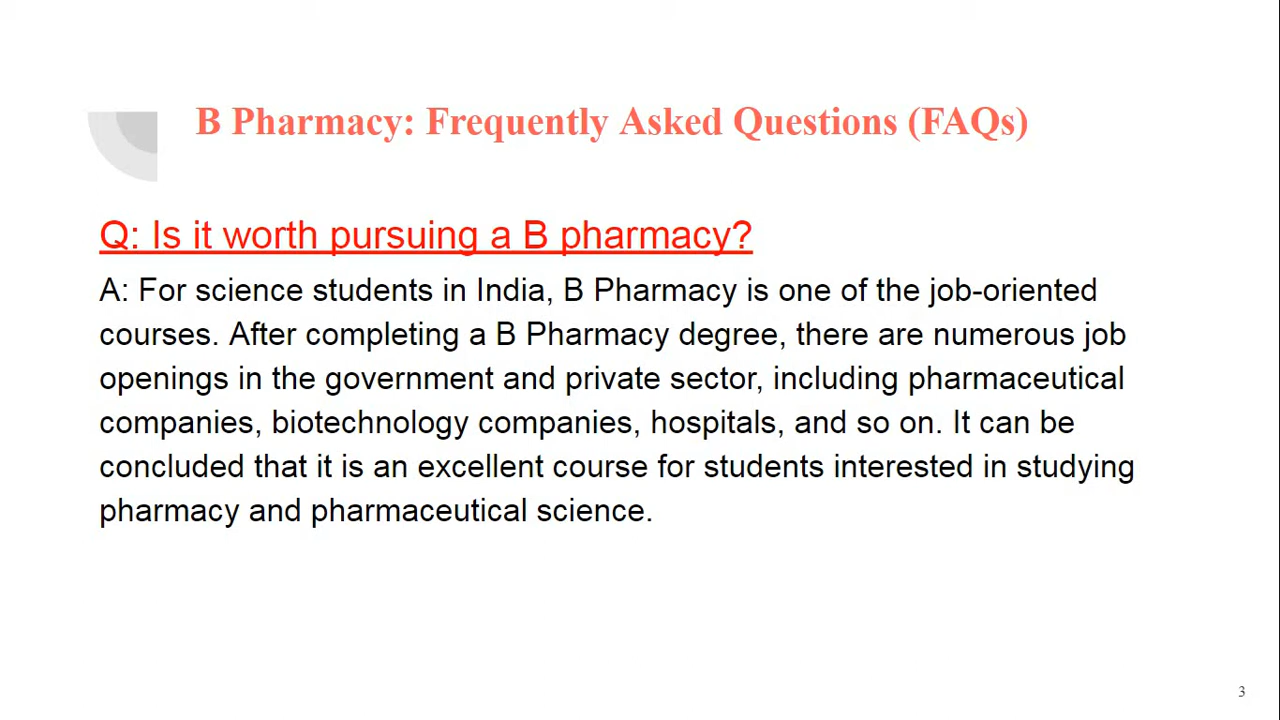 B Pharmacy: Frequently Asked Questions (FAQs)
Q: Is it worth pursuing a B pharmacy?
A: For science students in India, B Pharmacy is one of the job-oriented
courses. After completing a B Pharmacy degree, there are numerous job
openings in the government and private sector, including pharmaceutical
companies, biotechnology companies, hospitals, and so on. It can be
concluded that it is an excellent course for students interested in studying
pharmacy and pharmaceutical science.
3